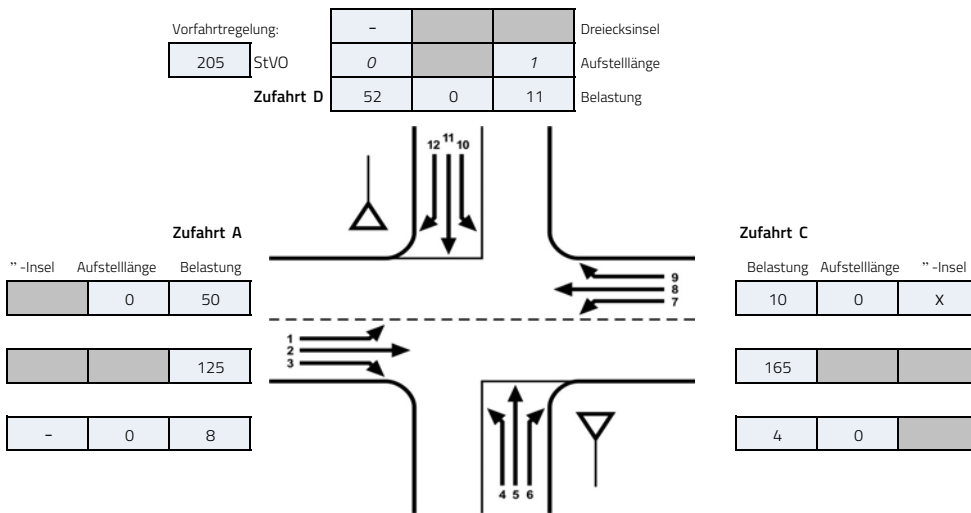 Vorfahrtregelung: - Dreiecksinsel
205 StVO 0 1 Aufstelllänge
Zufahrt D 52 0 11 Belastung
12 11 10
Zufahrt A Zufahrt C
”-Insel Aufstelllänge Belastung Belastung Aufstelllänge ”-Insel
0 50 10 0 X
9
8
7
1
2
3
125 165
- 0 8 4 0
4 5 6